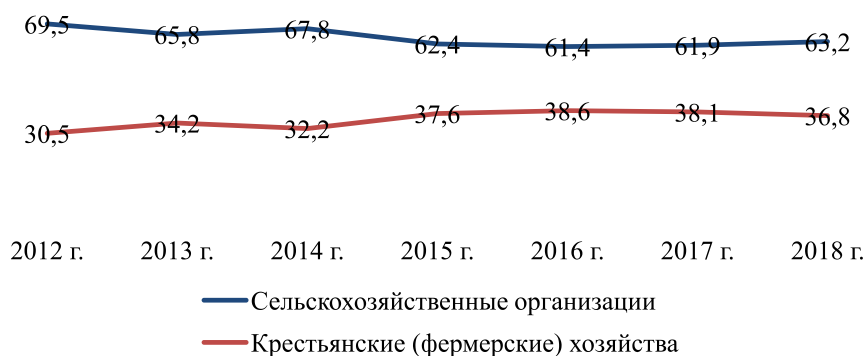 69,5 65,8 67,8 62,4 61,4 61,9 63,2
30,5 34,2 32,2 37,6 38,6 38,1 36,8
2012 г. 2013 г. 2014 г. 2015 г. 2016 г. 2017 г. 2018 г.
Сельскохозяйственные организации
Крестьянские (фермерские) хозяйства